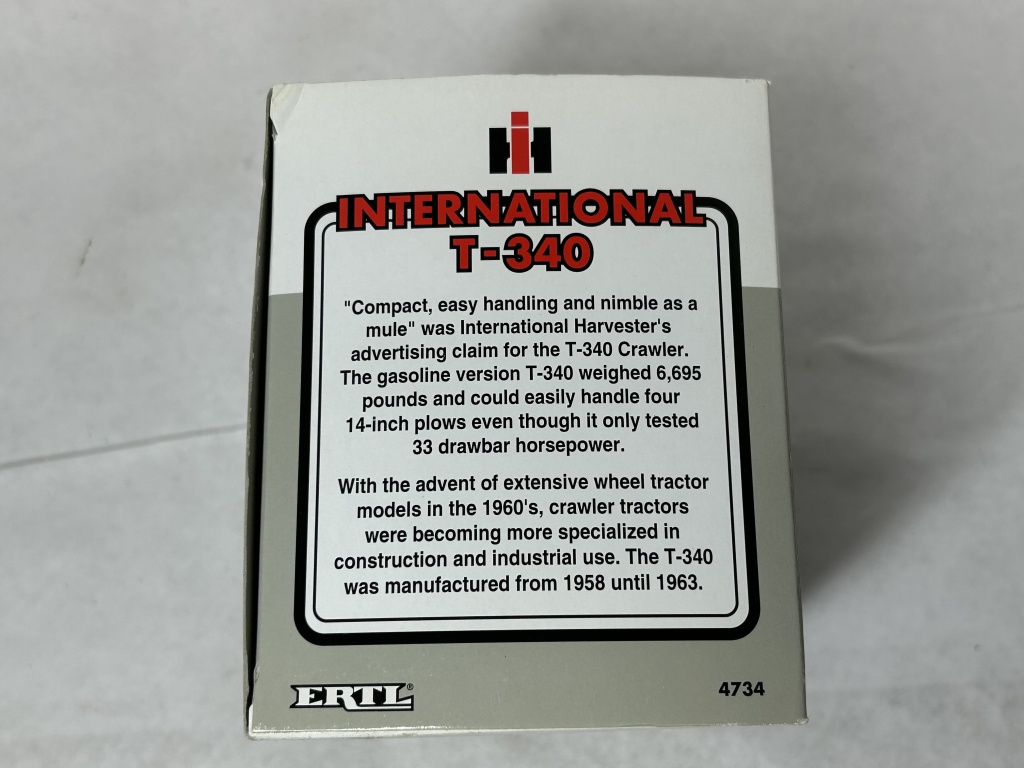 IH
INTERNATIONAL
T-340
"Compact, easy handling and nimble as a
mule" was International Harvester's
advertising claim for the T-340 Crawler.
The gasoline version T-340 weighed 6,695
pounds and could easily handle four
14-inch plows even though it only tested
33 drawbar horsepower.
With the advent of extensive wheel tractor
models in the 1960's, crawler tractors
were becoming more specialized in
construction and industrial use. The T-340
was manufactured from 1958 until 1963.
ERTL®
4734